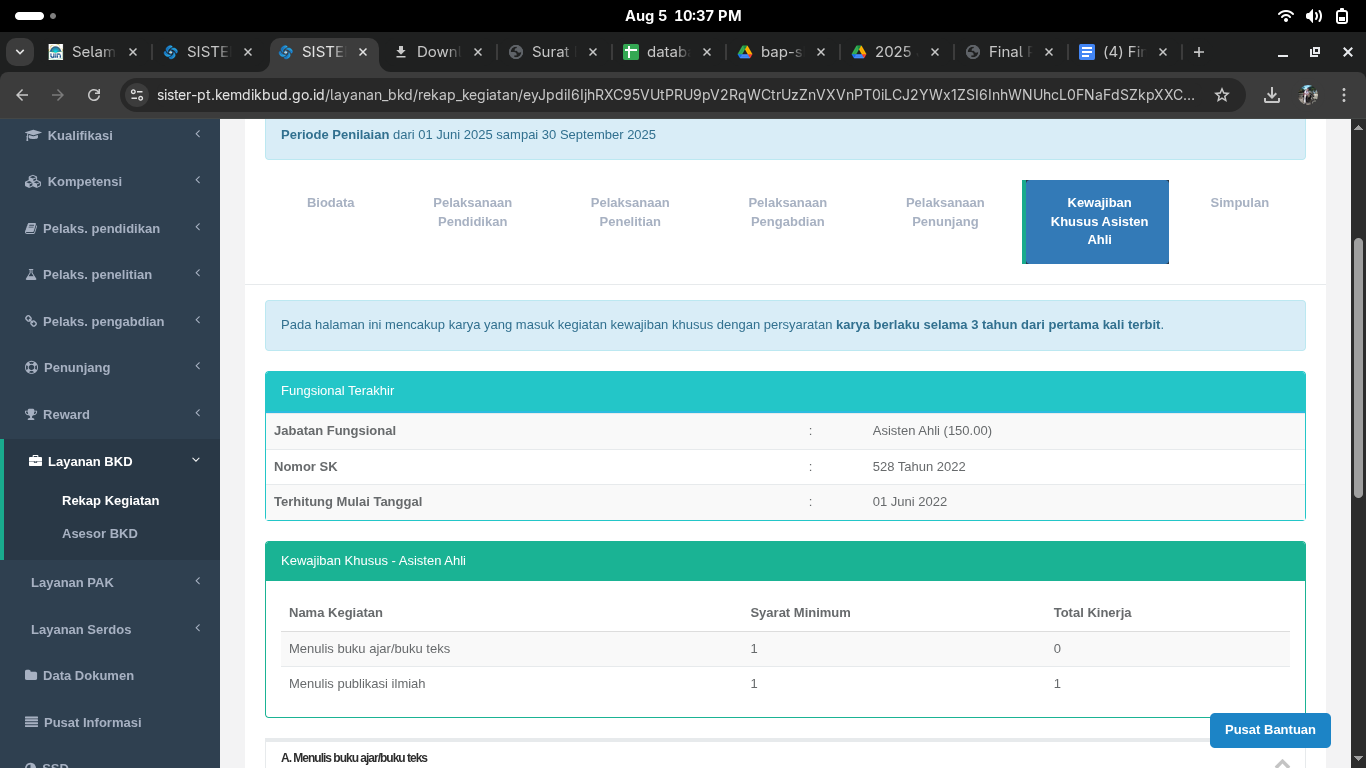 Aug 5 10:37 PM
Selam
SISTE
SISTE
Downl
Surat
datab
bap-s
2025
Final
(4) Fir
sister-pt.kemdikbud.go.id/layanan_bkd/rekap_kegiatan/
Kualifikasi
Kompetensi
Pelaks. pendidikan
Pelaks. penelitian
Pelaks. pengabdian
Penunjang
Reward
Layanan BKD
Rekap Kegiatan
Asesor BKD
Layanan PAK
Layanan Serdos
Data Dokumen
Pusat Informasi
SSD
Periode Penilaian dari 01 Juni 2025 sampai 30 September 2025
Biodata
Pelaksanaan
Pendidikan
Pelaksanaan
Penelitian
Pelaksanaan
Pengabdian
Pelaksanaan
Penunjang
Kewajiban
Khusus Asisten
Ahli
Simpulan
Pada halaman ini mencakup karya yang masuk kegiatan kewajiban khusus dengan persyaratan karya berlaku selama 3 tahun dari pertama kali terbit.
Fungsional Terakhir
Jabatan Fungsional : Asisten Ahli (150.00)
Nomor SK : 528 Tahun 2022
Terhitung Mulai Tanggal : 01 Juni 2022
Kewajiban Khusus - Asisten Ahli
Nama Kegiatan Syarat Minimum Total Kinerja
Menulis buku ajar/buku teks 1 0
Menulis publikasi ilmiah 1 1
Pusat Bantuan
A. Menulis buku ajar/buku teks